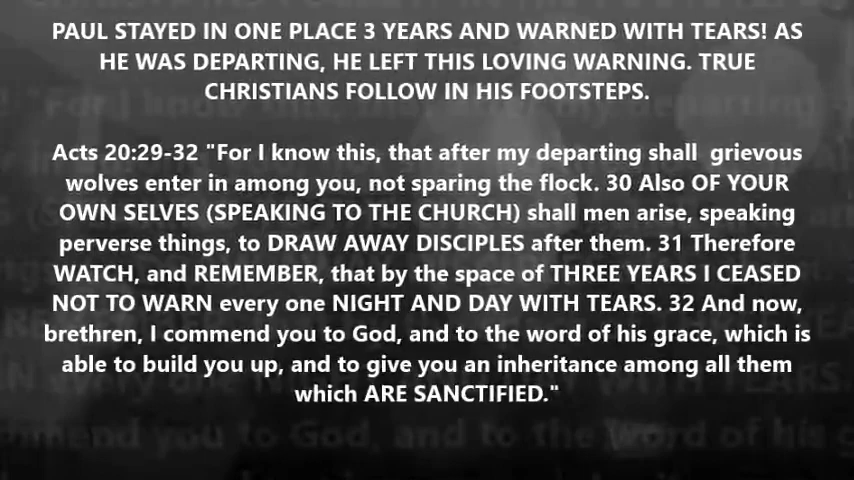 PAUL STAYED IN ONE PLACE 3 YEARS AND WARNED WITH TEARS! AS
HE WAS DEPARTING, HE LEFT THIS LOVING WARNING. TRUE
CHRISTIANS FOLLOW IN HIS FOOTSTEPS.
Acts 20:29-32 "For I know this, that after my departing shall  grievous
wolves enter in among you, not sparing the flock. 30 Also OF YOUR
OWN SELVES (SPEAKING TO THE CHURCH) shall men arise, speaking
perverse things, to DRAW AWAY DISCIPLES after them. 31 Therefore
WATCH, and REMEMBER, that by the space of THREE YEARS I CEASED
NOT TO WARN every one NIGHT AND DAY WITH TEARS. 32 And now,
brethren, I commend you to God, and to the word of his grace, which is
able to build you up, and to give you an inheritance among all them
which ARE SANCTIFIED."